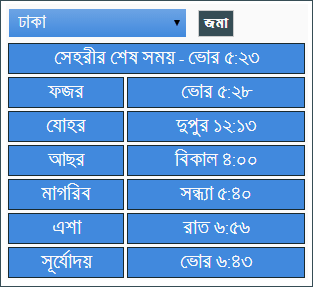 ঢাকা জমা
সেহরীর শেষ সময় - ভোর ৫:২৩
ফজর ভোর ৫:২৮
যোহর দুপুর ১২:১৩
আছর বিকাল ৪:০০
মাগরিব সন্ধ্যা ৫:৪০
এশা রাত ৬:৫৬
সূর্যোদয় ভোর ৬:৪৩